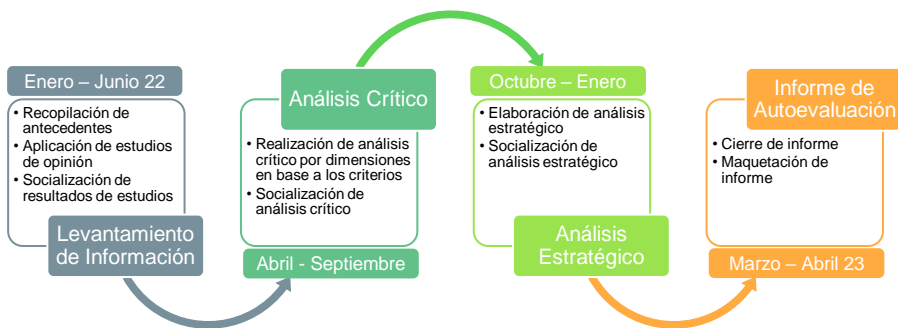 Enero – Junio 22
• Recopilación de
antecedentes
• Aplicación de estudios
de opinión
• Socialización de
resultados de estudios
Levantamiento
de Información
Análisis Crítico
• Realización de análisis
crítico por dimensiones
en base a los criterios
• Socialización de
análisis crítico
Abril - Septiembre
Octubre – Enero
• Elaboración de análisis
estratégico
• Socialización de
análisis estratégico
Análisis
Estratégico
Informe de
Autoevaluación
• Cierre de informe
• Maquetación de
informe
Marzo – Abril 23